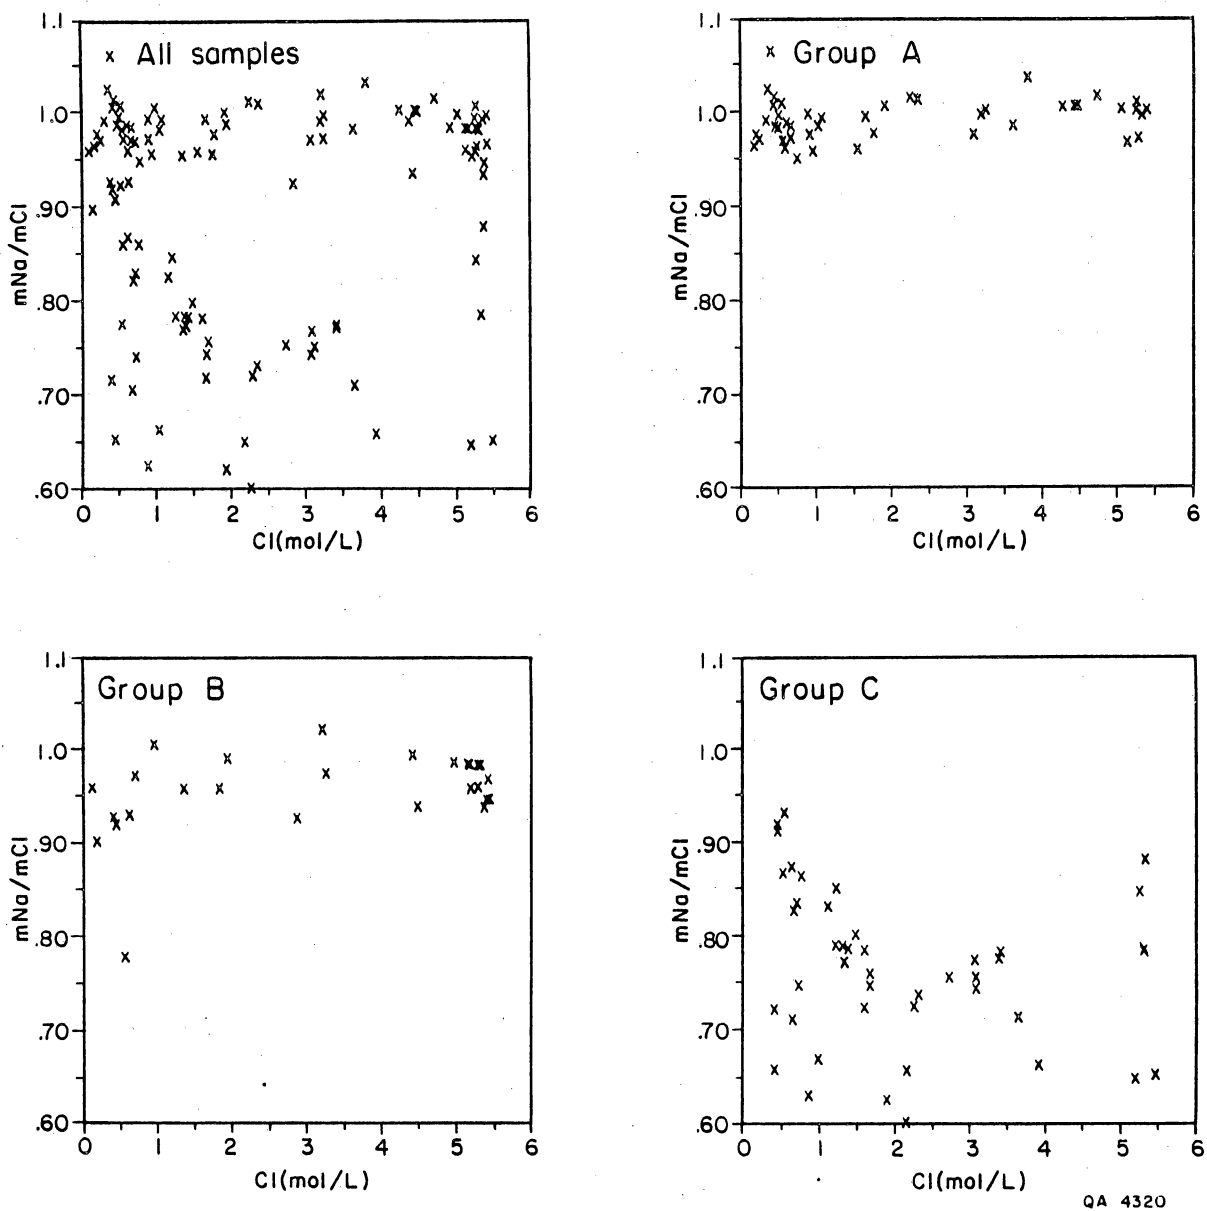 x All samples
1.1
1.0
.90
.80
.70
.60
mNa/mCl
0 1 2 3 4 5 6
Cl(mol/L)
x Group A
1.1
1.0
.90
.80
.70
.60
mNa/mCl
0 1 2 3 4 5 6
Cl(mol/L)
Group B
1.1
1.0
.90
.80
.70
.60
mNa/mCl
0 1 2 3 4 5 6
Cl(mol/L)
Group C
1.1
1.0
.90
.80
.70
.60
mNa/mCl
0 1 2 3 4 5 6
Cl(mol/L)
QA 4320